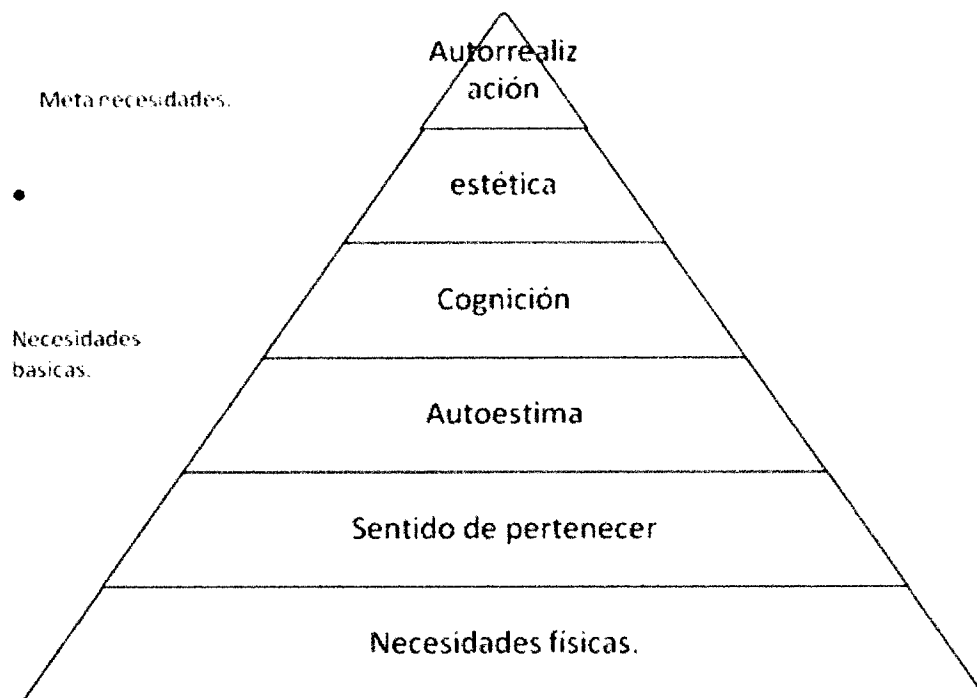 Autorrealiz
ación
Meta necesidades.
estética
Cognición
Necesidades
basicas.
Autoestima
Sentido de pertenecer
Necesidades físicas.